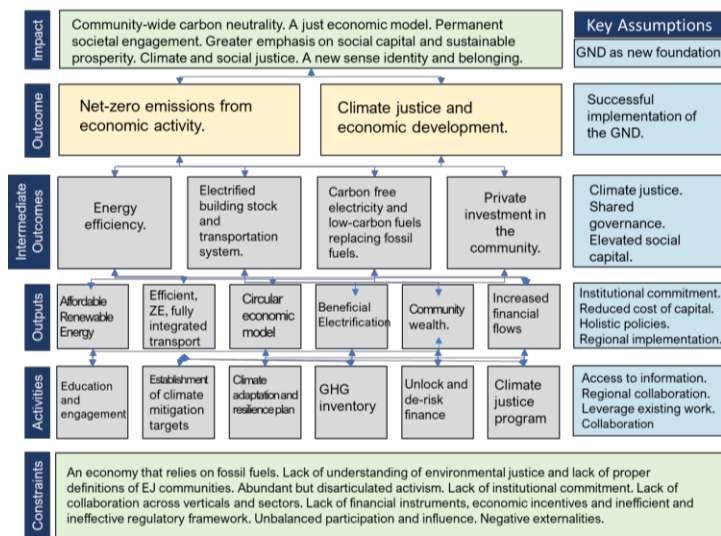 Impact
Community-wide carbon neutrality. A just economic model. Permanent
societal engagement. Greater emphasis on social capital and sustainable
prosperity. Climate and social justice. A new sense identity and belonging.
Key Assumptions
GND as new foundation
Outcome
Net-zero emissions from
economic activity.
Climate justice and
economic development.
Successful
implementation of
the GND.
Intermediate
Outcomes
Energy
efficiency.
Electrified
building stock
and
transportation
system.
Carbon free
electricity and
low-carbon fuels
replacing fossil
fuels.
Private
investment in
the
community.
Climate justice.
Shared
governance.
Elevated social
capital.
Outputs
Affordable
Renewable
Energy
Efficient,
ZE, fully
integrated
transport
Circular
economic
model
Beneficial
Electrification
Community
wealth.
Increased
financial
flows
Institutional commitment.
Reduced cost of capital.
Holistic policies.
Regional implementation.
Activities
Education
and
engagement
Establishment
of climate
mitigation
targets
Climate
adaptation and
resilience plan
GHG
inventory
Unlock and
de-risk
finance
Climate
justice
program
Access to information.
Regional collaboration.
Leverage existing work.
Collaboration
Constraints
An economy that relies on fossil fuels. Lack of understanding of environmental justice and lack of proper
definitions of EJ communities. Abundant but disarticulated activism. Lack of institutional commitment. Lack of
collaboration across verticals and sectors. Lack of financial instruments, economic incentives and inefficient and
ineffective regulatory framework. Unbalanced participation and influence. Negative externalities.